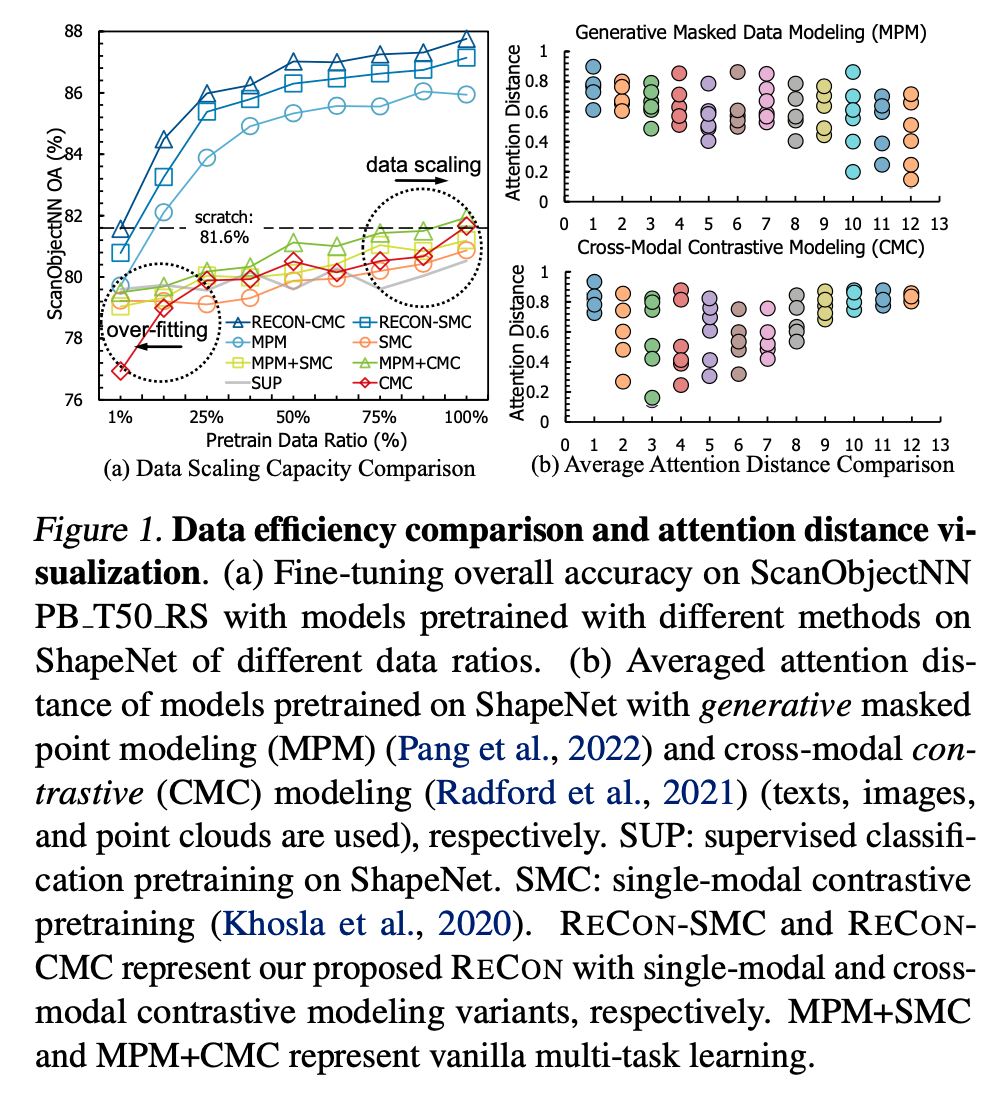 88
86
84
82
80
78
76
ScanObjectNN OA (%)
data scaling
scratch:
81.6%
over-fitting
RECON-CMC RECON-SMC
MPM SMC
MPM+SMC MPM+CMC
SUP CMC
1% 25% 50% 75% 100%
Pretrain Data Ratio (%)
(a) Data Scaling Capacity Comparison
Generative Masked Data Modeling (MPM)
1
0.8
0.6
0.4
0.2
0
Attention Distance
0 1 2 3 4 5 6 7 8 9 10 11 12 13
Cross-Modal Contrastive Modeling (CMC)
1
0.8
0.6
0.4
0.2
0
Attention Distance
0 1 2 3 4 5 6 7 8 9 10 11 12 13
(b) Average Attention Distance Comparison
Figure 1. Data efficiency comparison and attention distance vi-
sualization. (a) Fine-tuning overall accuracy on ScanObjectNN
PB_T50_RS with models pretrained with different methods on
ShapeNet of different data ratios. (b) Averaged attention dis-
tance of models pretrained on ShapeNet with generative masked
point modeling (MPM) (Pang et al., 2022) and cross-modal con-
trastive (CMC) modeling (Radford et al., 2021) (texts, images,
and point clouds are used), respectively. SUP: supervised classifi-
cation pretraining on ShapeNet. SMC: single-modal contrastive
pretraining (Khosla et al., 2020). RECON-SMC and RECON-
CMC represent our proposed RECON with single-modal and cross-
modal contrastive modeling variants, respectively. MPM+SMC
and MPM+CMC represent vanilla multi-task learning.